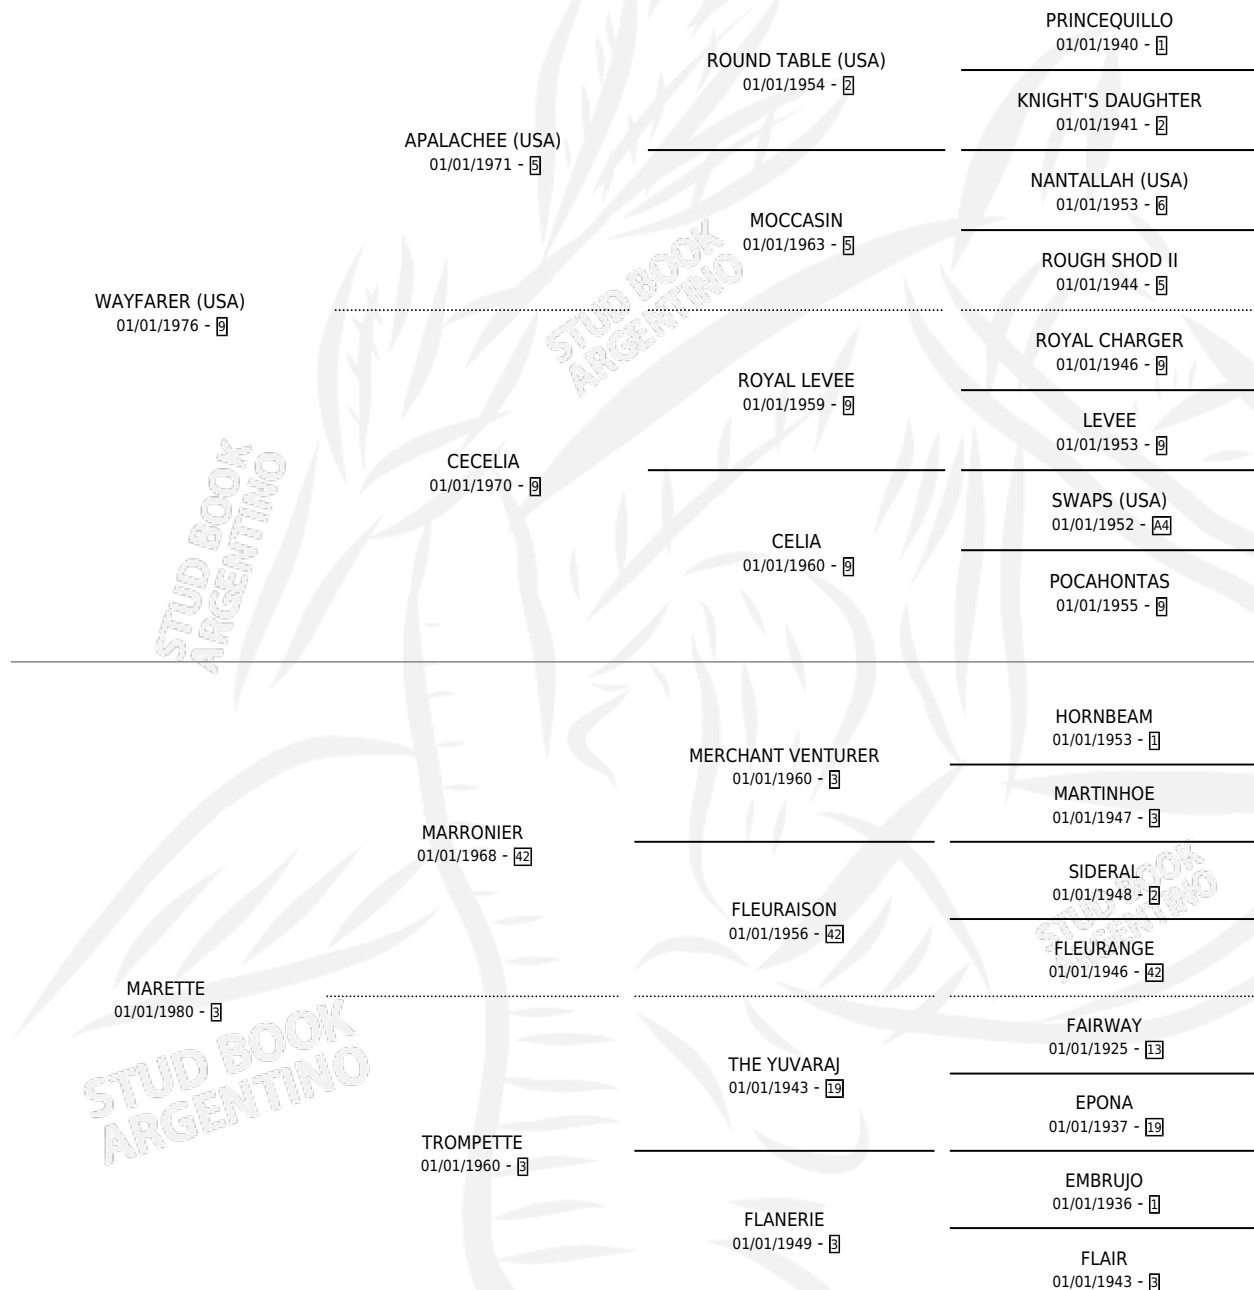 PRINCEQUILLO
01/01/1940 - 1
ROUND TABLE (USA)
01/01/1954 - 2
KNIGHT'S DAUGHTER
01/01/1941 - 2
APALACHEE (USA)
01/01/1971 - 5
NANTALLAH (USA)
01/01/1953 - 6
MOCCASIN
01/01/1963 - 5
ROUGH SHOD II
01/01/1944 - 5
WAYFARER (USA)
01/01/1976 - 9
ROYAL CHARGER
01/01/1946 - 9
ROYAL LEVEE
01/01/1959 - 9
LEVEE
01/01/1953 - 9
CECELIA
01/01/1970 - 9
SWAPS (USA)
01/01/1952 - A4
CELIA
01/01/1960 - 9
POCAHONTAS
01/01/1955 - 9
HORNBEAM
01/01/1953 - 1
MERCHANT VENTURER
01/01/1960 - 3
MARTINHOE
01/01/1947 - 3
MARRONIER
01/01/1968 - 42
SIDERAL
01/01/1948 - 2
FLEURAISON
01/01/1956 - 42
FLEURANGE
01/01/1946 - 42
MARETTE
01/01/1980 - 3
FAIRWAY
01/01/1925 - 13
THE YUVARAJ
01/01/1943 - 19
EPONA
01/01/1937 - 19
TROMPETTE
01/01/1960 - 3
EMBRUJO
01/01/1936 - 1
FLANERIE
01/01/1949 - 3
FLAIR
01/01/1943 - 3
STUD BOOK
ARGENTINO
STUD BOOK
ARGENTINO
STUD BOOK
ARGENTINO
STUD BOOK
ARGENTINO